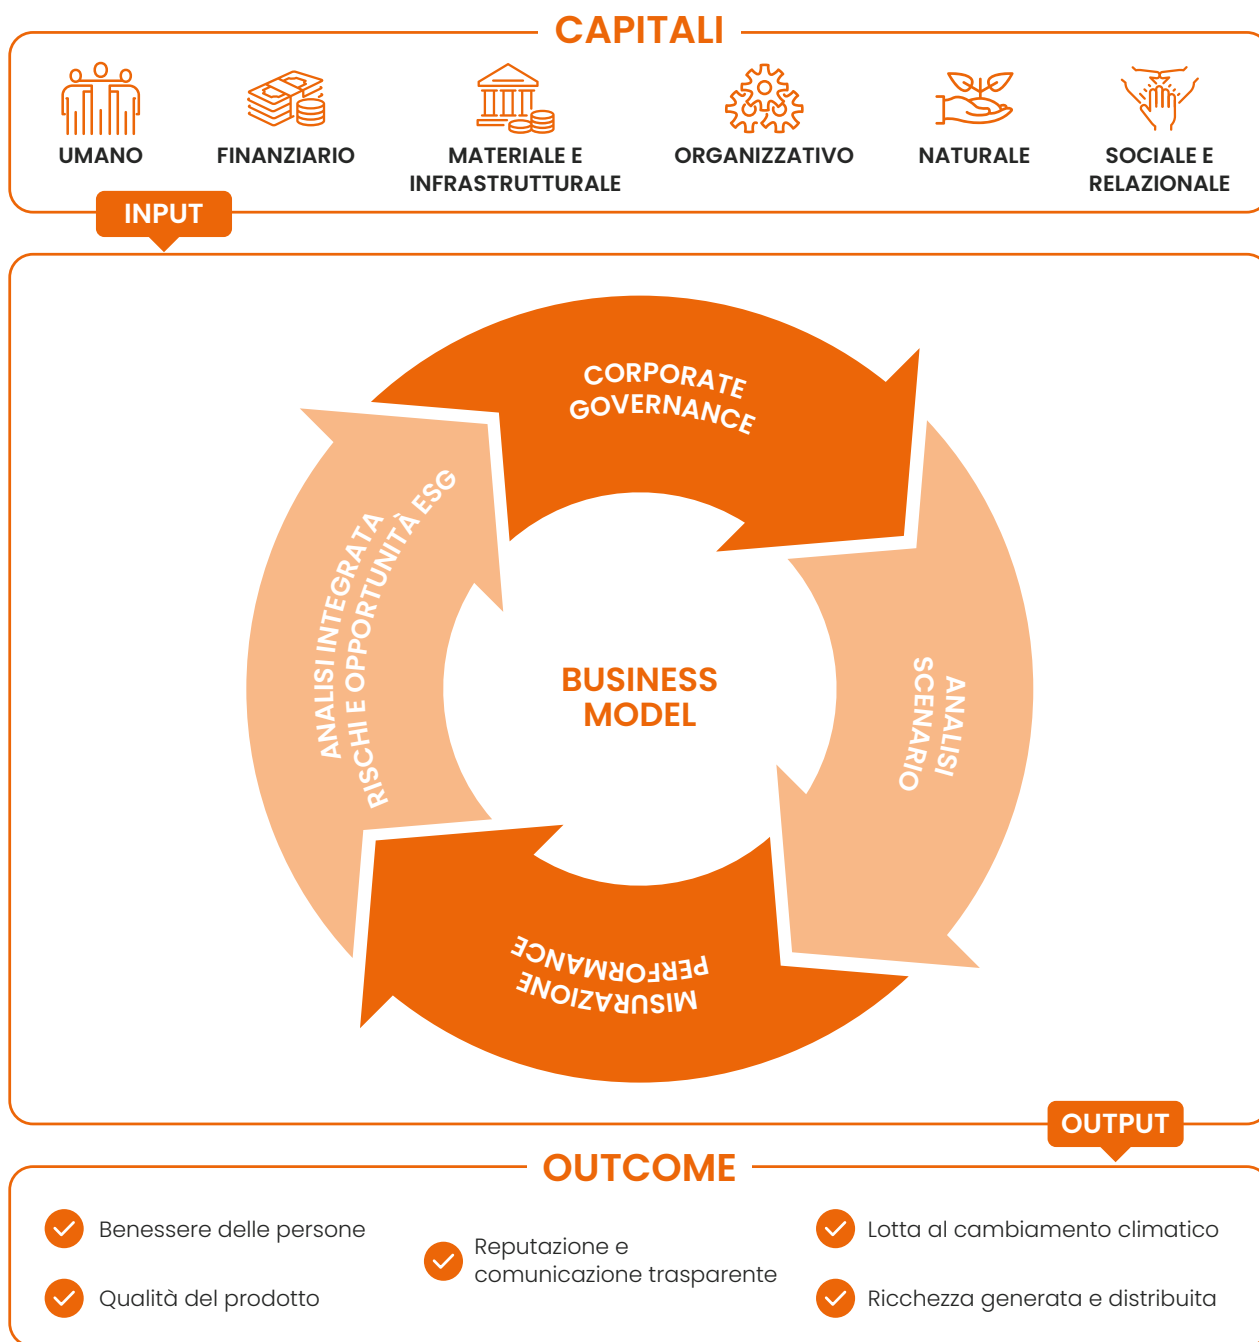 CAPITALI
UMANO
FINANZIARIO
MATERIALE E
INFRASTRUTTURALE
ORGANIZZATIVO
NATURALE
SOCIALE E
RELAZIONALE
INPUT
CORPORATE
GOVERNANCE
ANALISI
SCENARIO
MISURAZIONE
PERFORMANCE
ANALISI INTEGRATA
RISCHI E OPPORTUNITÀ ESG
BUSINESS
MODEL
OUTPUT
OUTCOME
Benessere delle persone
Qualità del prodotto
Reputazione e
comunicazione trasparente
Lotta al cambiamento climatico
Ricchezza generata e distribuita